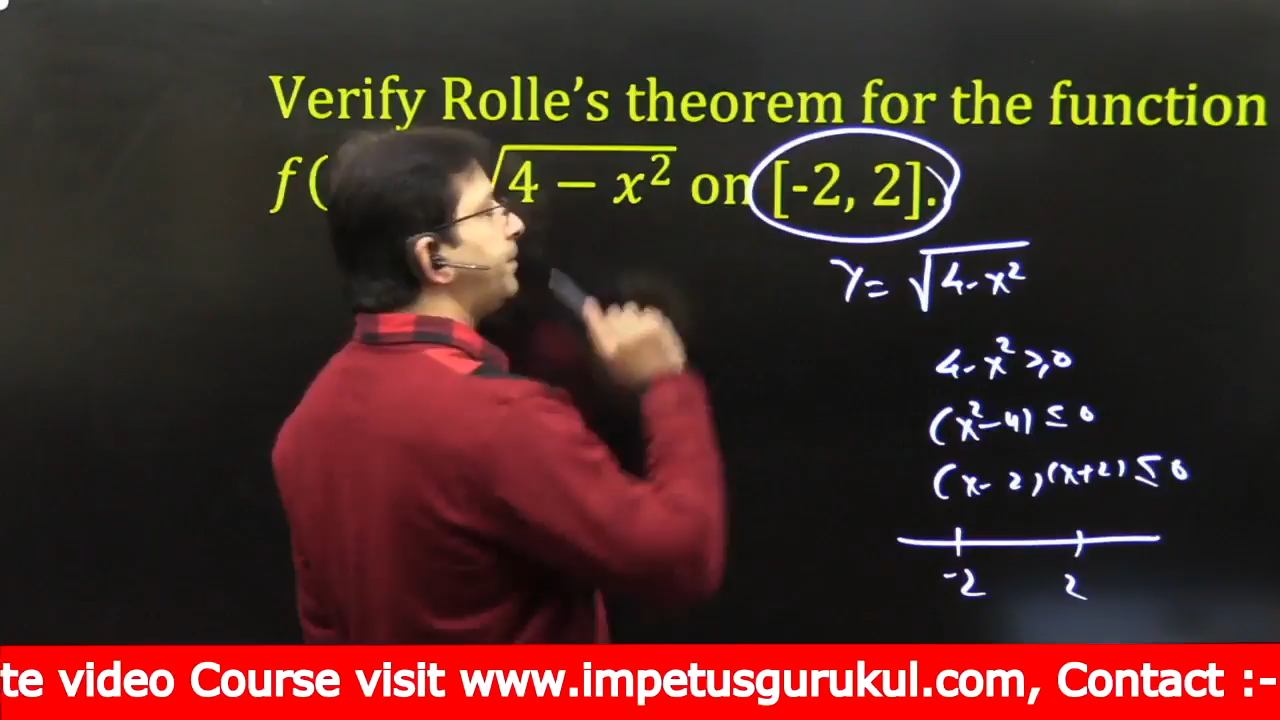 Verify Rolle's theorem for the function
f( √4 − x² on [-2, 2].
y = √4-x²
4-x² ≥ 0
(x²-4) ≤ 0
(x-2)(x+2) ≤ 0
-2 2
te video Course visit www.impetusgurukul.com, Contact :-